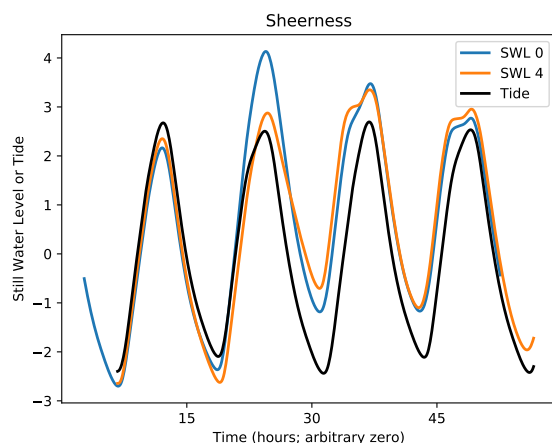 Sheerness
SWL 0
SWL 4
Tide
Still Water Level or Tide
4
3
2
1
0
−1
−2
−3
15
30
45
Time (hours; arbitrary zero)